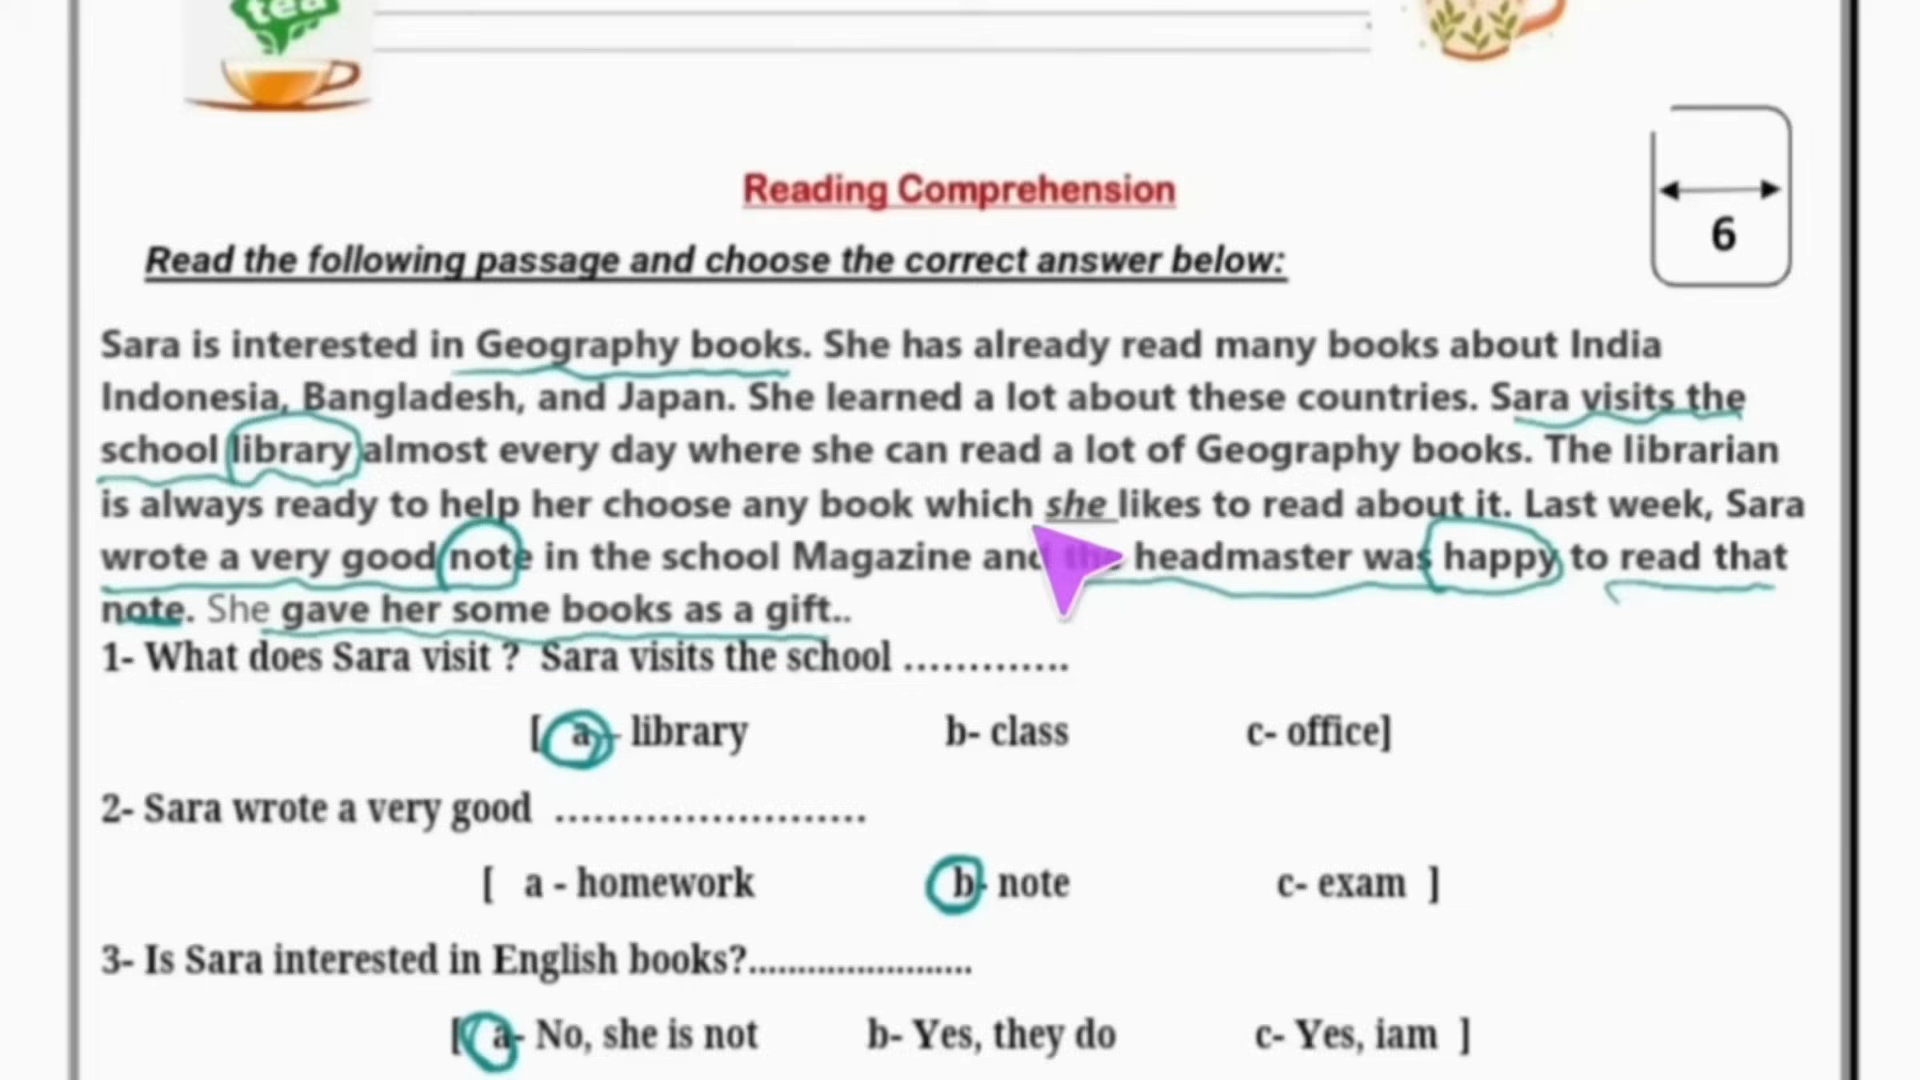 tea
6
Reading Comprehension
Read the following passage and choose the correct answer below:
Sara is interested in Geography books. She has already read many books about India
Indonesia, Bangladesh, and Japan. She learned a lot about these countries. Sara visits the
school library almost every day where she can read a lot of Geography books. The librarian
is always ready to help her choose any book which she likes to read about it. Last week, Sara
wrote a very good note in the school Magazine and the headmaster was happy to read that
note. She gave her some books as a gift..
1- What does Sara visit ? Sara visits the school .............
[ a - library b- class c- office]
2- Sara wrote a very good ........................
[ a - homework b- note c- exam ]
3- Is Sara interested in English books?.......................
[ a- No, she is not b- Yes, they do c- Yes, iam ]